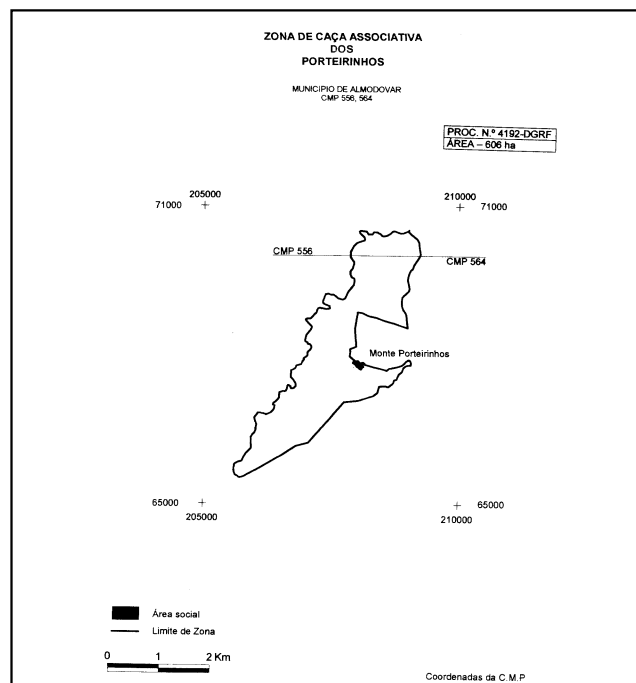 ZONA DE CAÇA ASSOCIATIVA
DOS
PORTEIRINHOS
MUNICIPIO DE ALMODOVAR
CMP 556, 564
PROC. N.º 4192-DGRF
ÁREA – 606 ha
205000
71000
210000
71000
CMP 556
CMP 564
Monte Porteirinhos
65000
205000
65000
210000
Área social
Limite de Zona
0 1 2 Km
Coordenadas da C.M.P